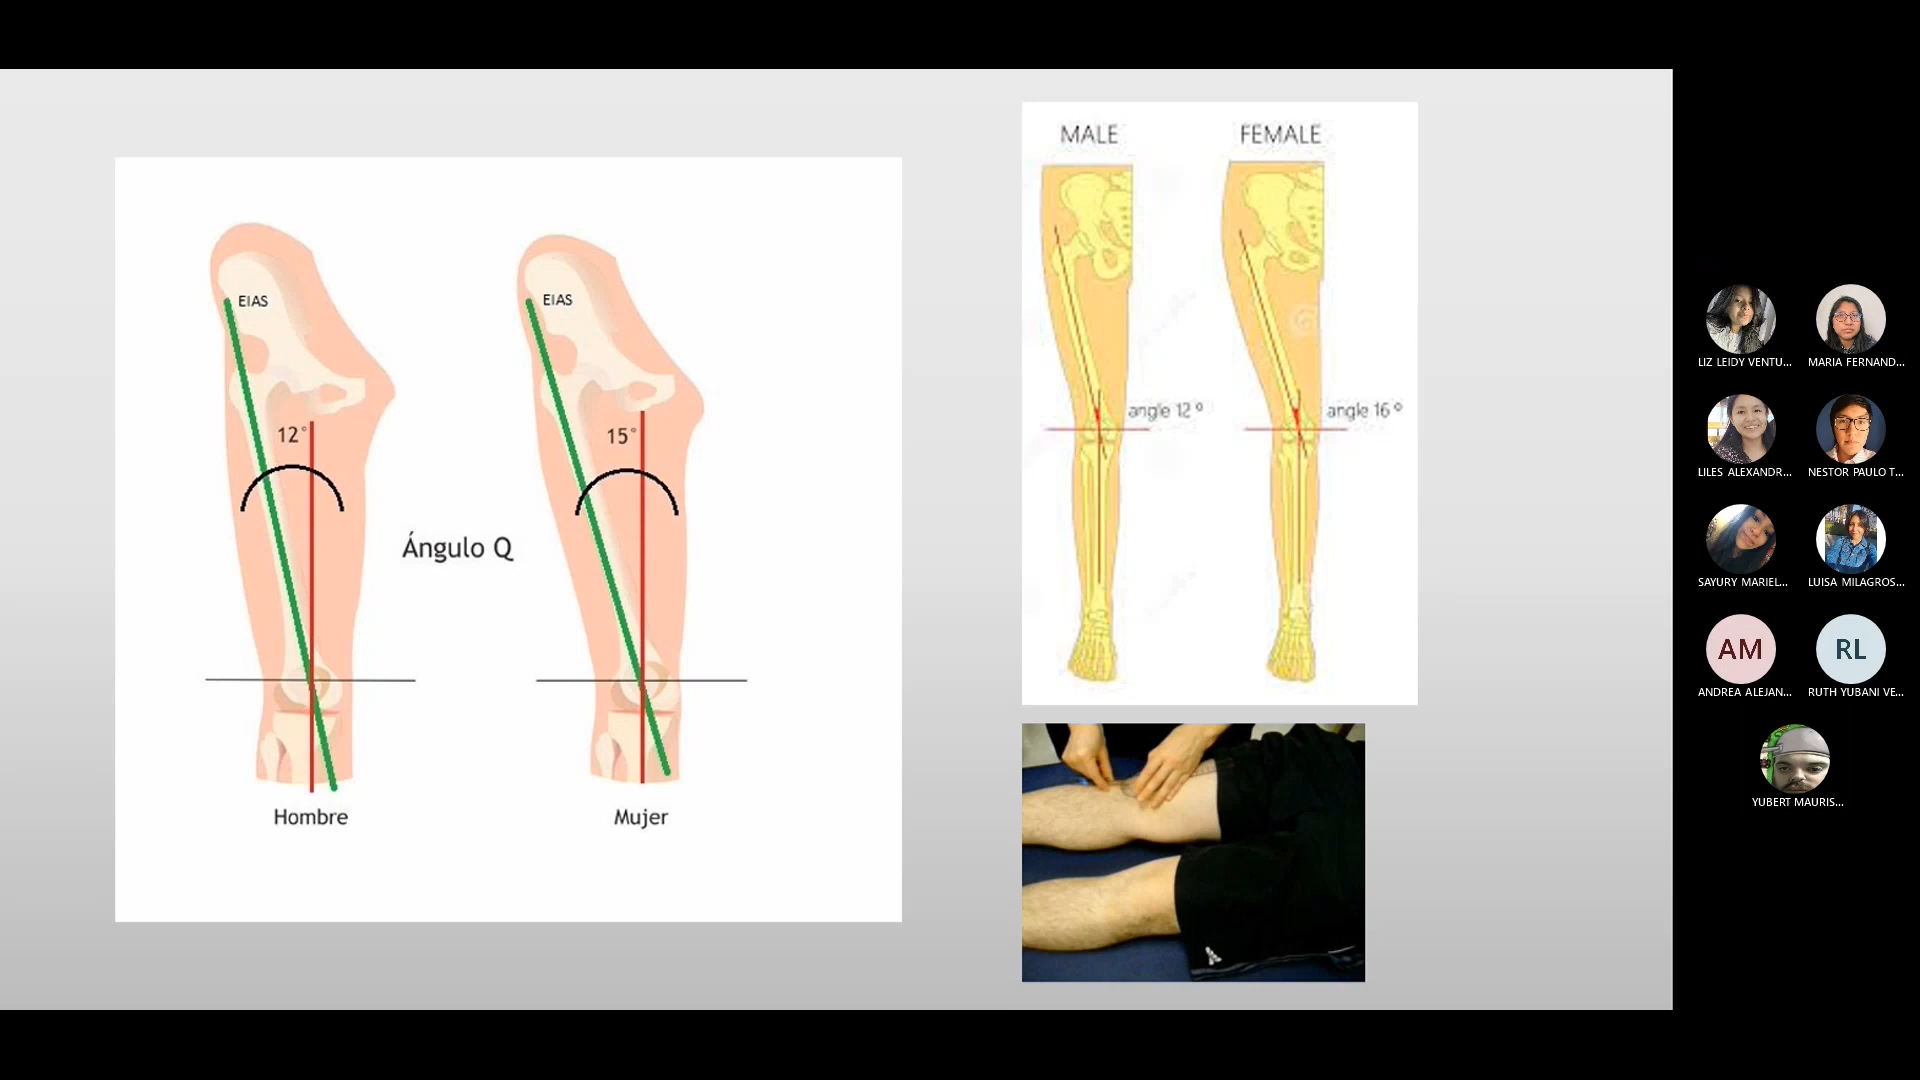 EIAS
EIAS
12°
15°
Ángulo Q
Hombre
Mujer
MALE
FEMALE
angle 12 º
angle 16 º
LIZ LEIDY VENTU...
MARIA FERNAND...
LILES ALEXANDR...
NESTOR PAULO T...
SAYURY MARIEL...
LUISA MILAGROS...
AM
RL
ANDREA ALEJAN...
RUTH YUBANI VE...
YUBERT MAURIS...